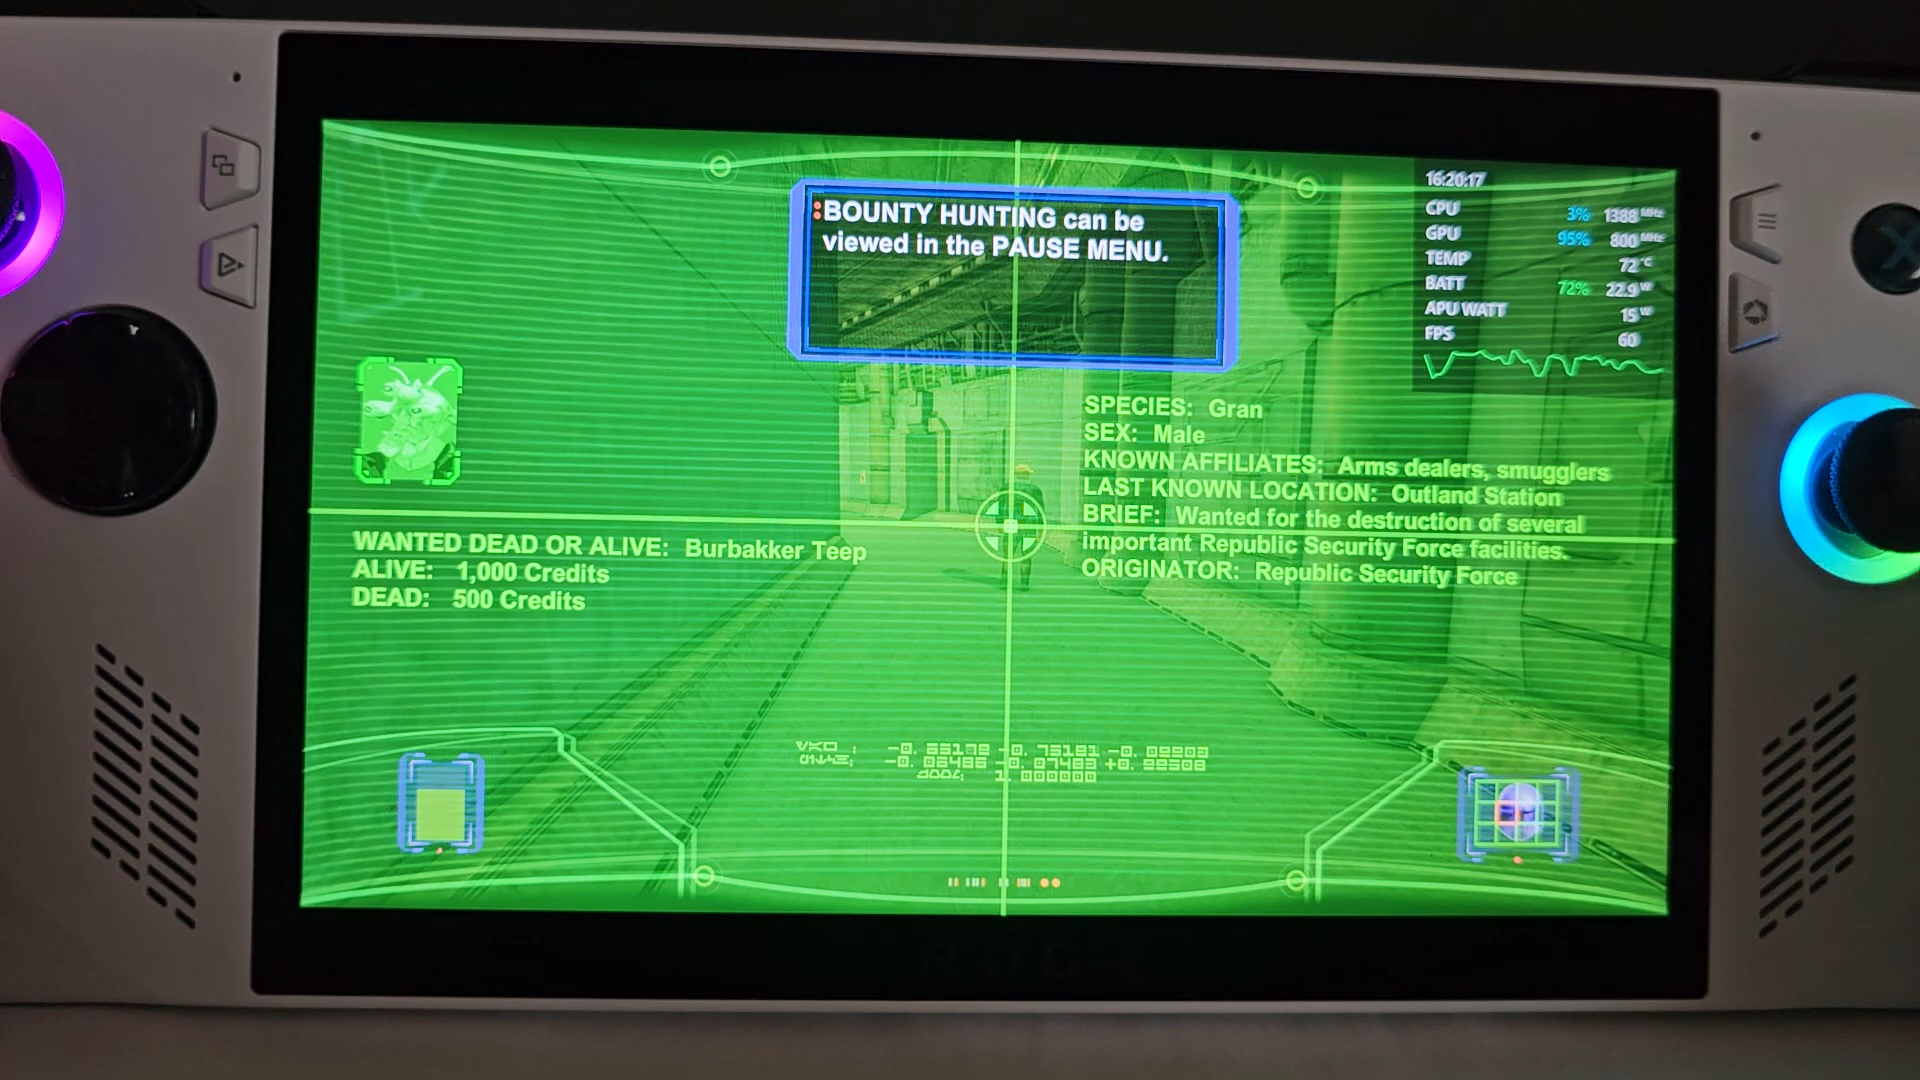 BOUNTY HUNTING can be
viewed in the PAUSE MENU.
16:20:17
CPU 3% 1388 MHz
GPU 95% 800 MHz
TEMP 72 °C
BATT 72% 22.9 W
APU WATT 15 W
FPS 60
SPECIES: Gran
SEX: Male
KNOWN AFFILIATES: Arms dealers, smugglers
LAST KNOWN LOCATION: Outland Station
BRIEF: Wanted for the destruction of several
important Republic Security Force facilities.
ORIGINATOR: Republic Security Force
WANTED DEAD OR ALIVE: Burbakker Teep
ALIVE: 1,000 Credits
DEAD: 500 Credits
ROG